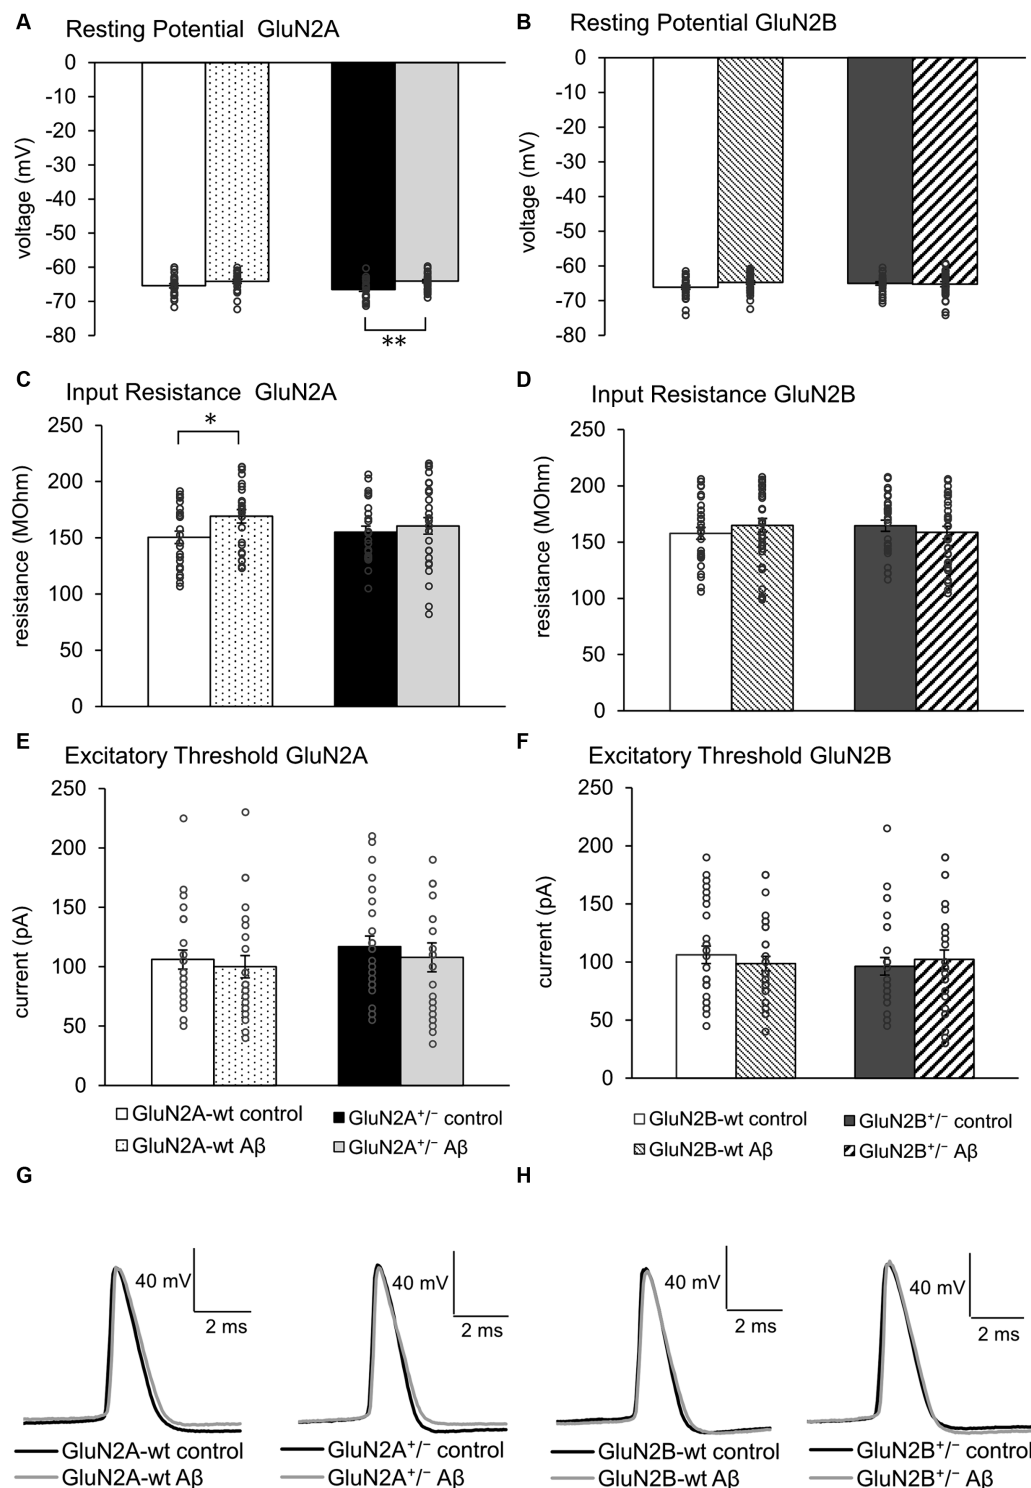 A Resting Potential GluN2A
voltage (mV)
0
-10
-20
-30
-40
-50
-60
-70
-80
**
B Resting Potential GluN2B
voltage (mV)
0
-10
-20
-30
-40
-50
-60
-70
-80
C Input Resistance GluN2A
resistance (MOhm)
250
200
150
100
50
0
*
D Input Resistance GluN2B
resistance (MOhm)
250
200
150
100
50
0
E Excitatory Threshold GluN2A
current (pA)
250
200
150
100
50
0
GluN2A-wt control
GluN2A+/− control
GluN2A-wt Aβ
GluN2A+/− Aβ
F Excitatory Threshold GluN2B
current (pA)
250
200
150
100
50
0
GluN2B-wt control
GluN2B+/− control
GluN2B-wt Aβ
GluN2B+/− Aβ
G
40 mV
2 ms
GluN2A-wt control
GluN2A-wt Aβ
40 mV
2 ms
GluN2A+/− control
GluN2A+/− Aβ
H
40 mV
2 ms
GluN2B-wt control
GluN2B-wt Aβ
40 mV
2 ms
GluN2B+/− control
GluN2B+/− Aβ